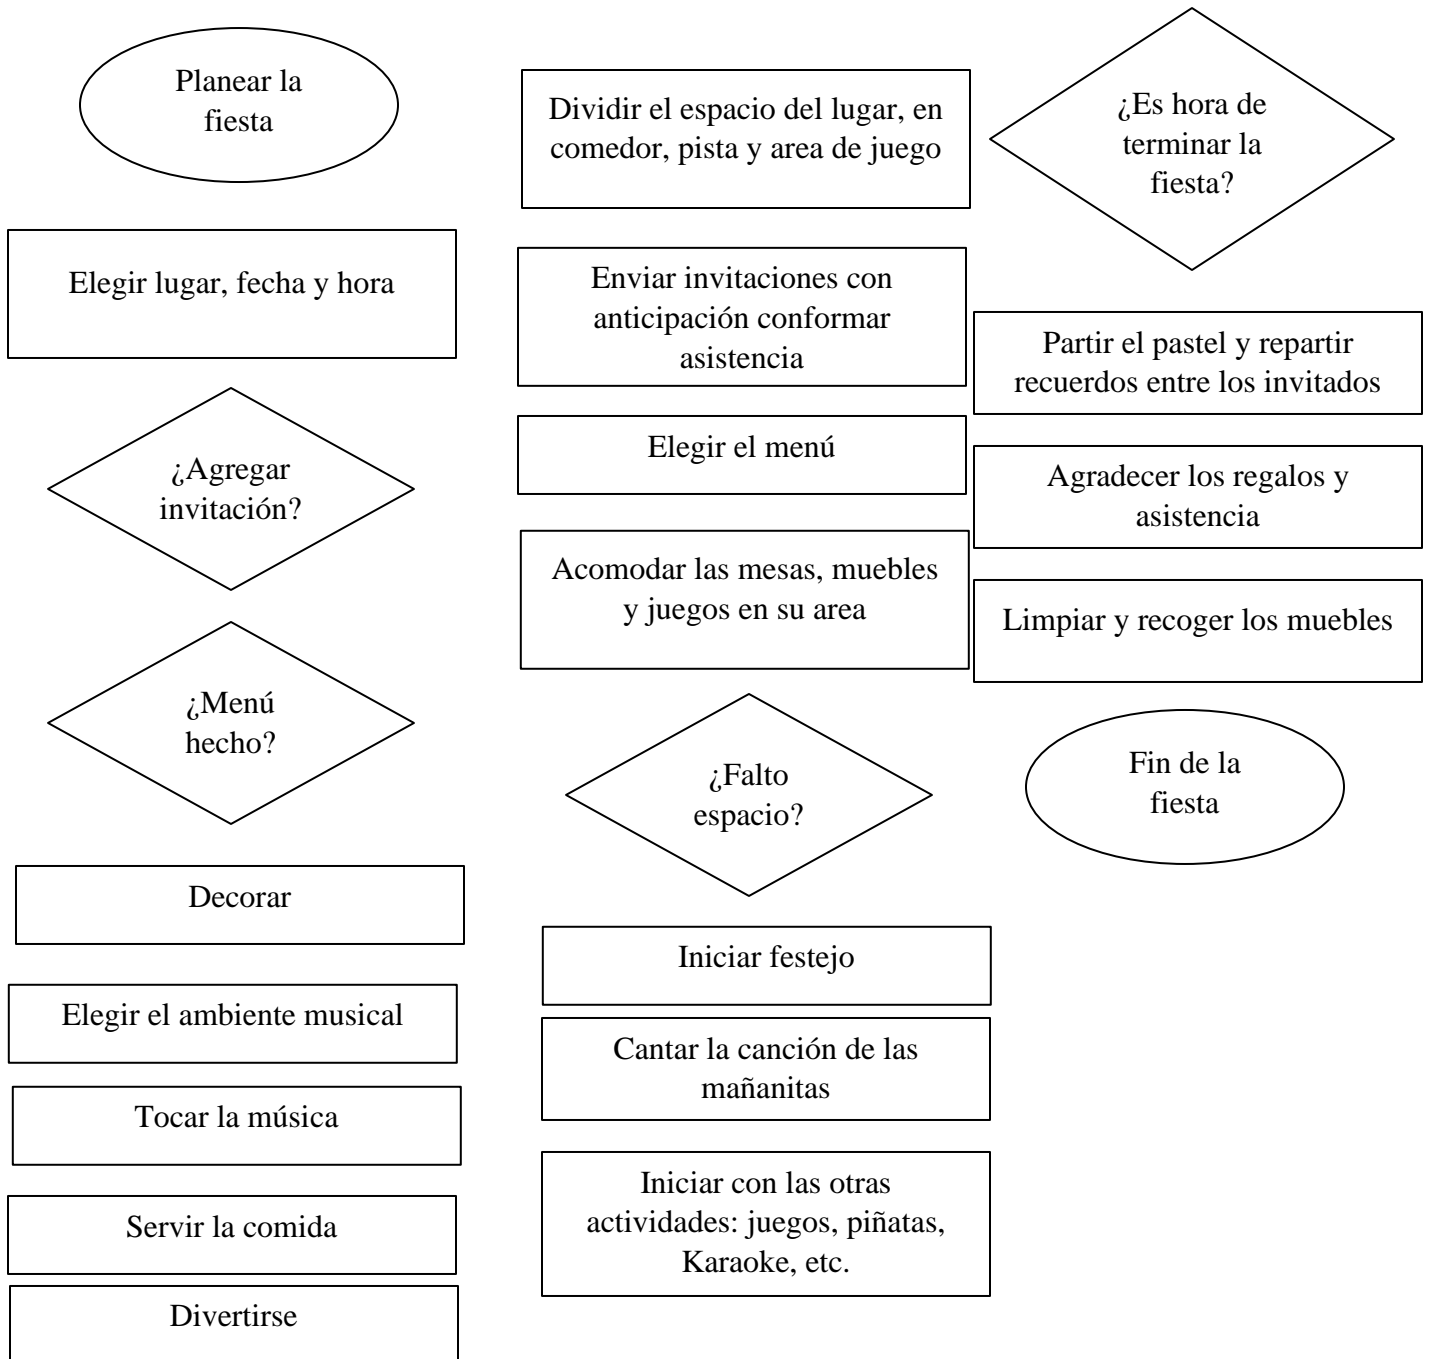 Planear la
fiesta
Elegir lugar, fecha y hora
¿Agregar
invitación?
¿Menú
hecho?
Decorar
Elegir el ambiente musical
Tocar la música
Servir la comida
Divertirse
Dividir el espacio del lugar, en
comedor, pista y area de juego
Enviar invitaciones con
anticipación conformar
asistencia
Elegir el menú
Acomodar las mesas, muebles
y juegos en su area
¿Falto
espacio?
Iniciar festejo
Cantar la canción de las
mañanitas
Iniciar con las otras
actividades: juegos, piñatas,
Karaoke, etc.
¿Es hora de
terminar la
fiesta?
Partir el pastel y repartir
recuerdos entre los invitados
Agradecer los regalos y
asistencia
Limpiar y recoger los muebles
Fin de la
fiesta